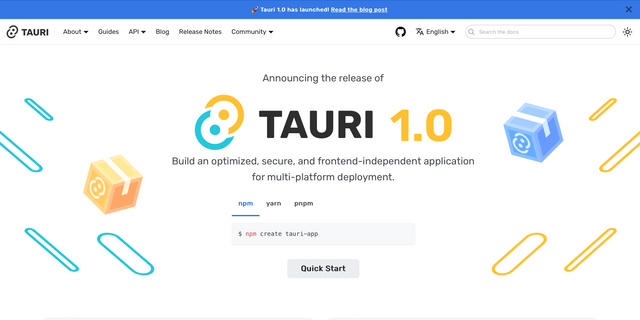 🚀 Tauri 1.0 has launched! Read the blog post
TAURI About Guides API Blog Release Notes Community English Search the docs
Announcing the release of
TAURI 1.0
Build an optimized, secure, and frontend-independent application
for multi-platform deployment.
npm yarn pnpm
$ npm create tauri-app
Quick Start